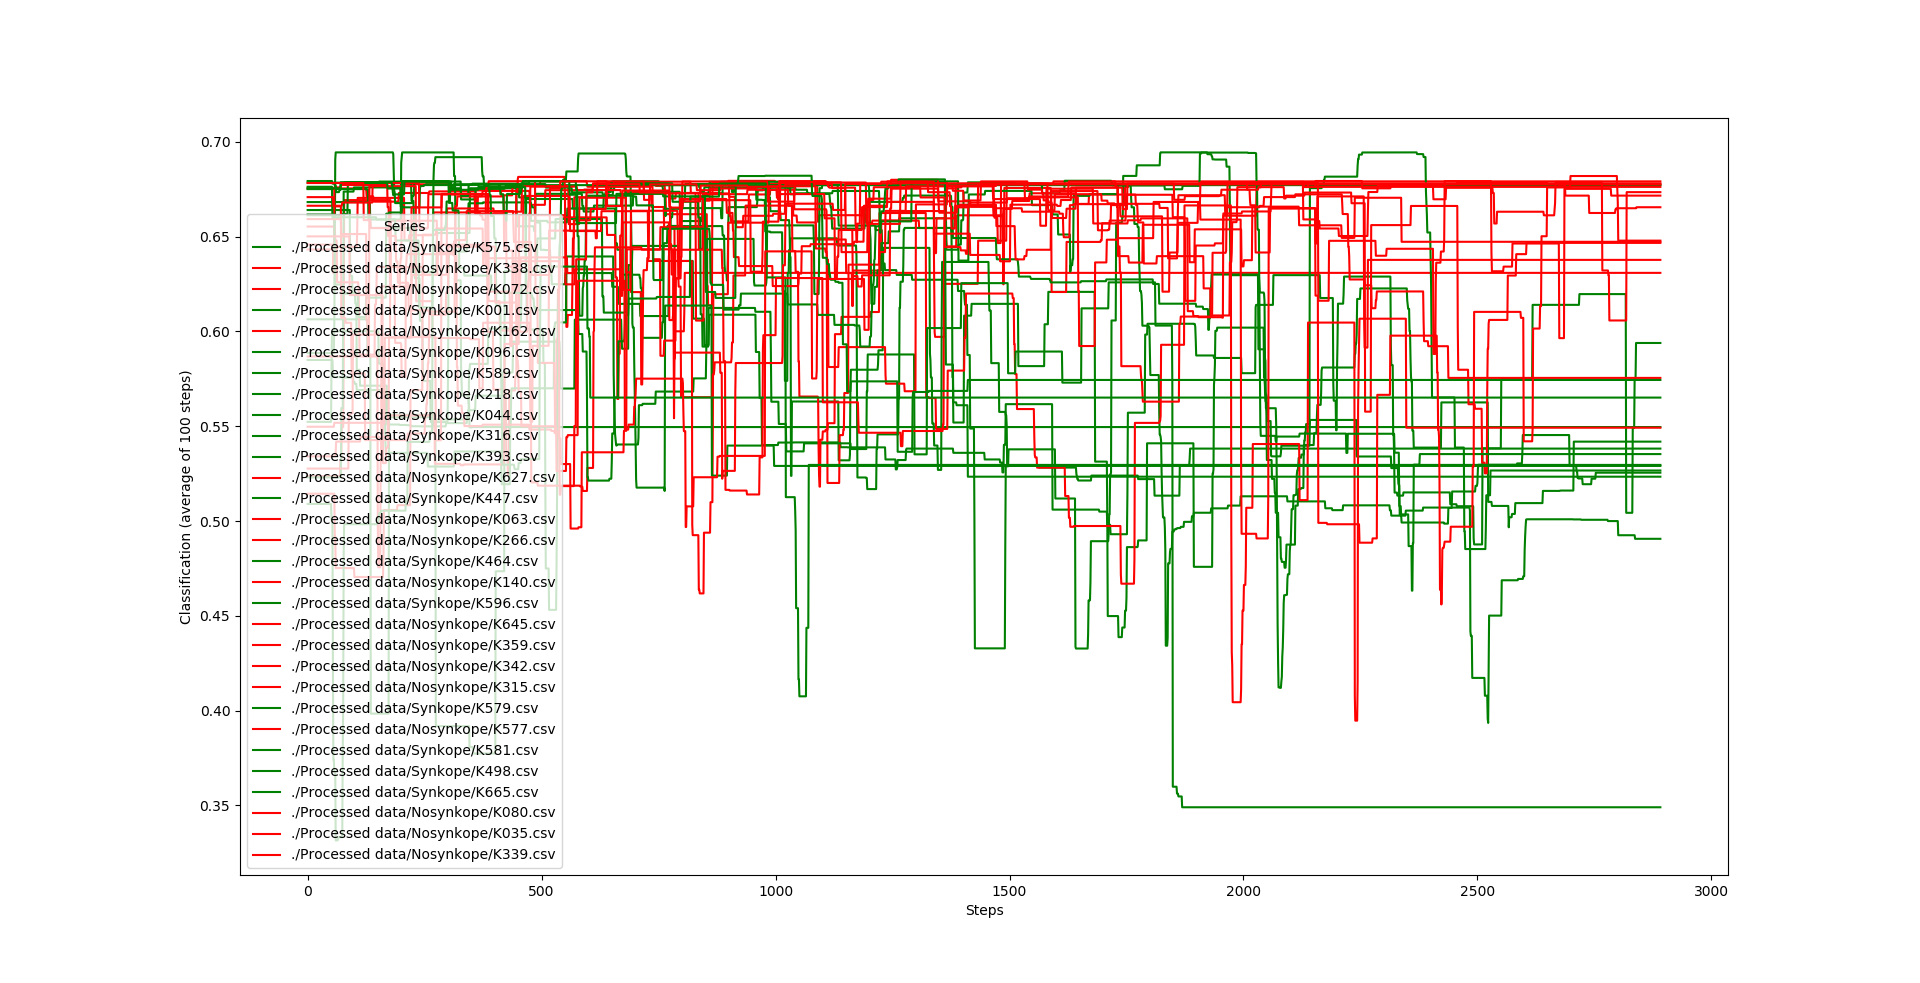 0.70
0.65
0.60
0.55
0.50
0.45
0.40
0.35
Classification (average of 100 steps)
Series
./Processed data/Synkope/K575.csv
./Processed data/Nosynkope/K338.csv
./Processed data/Nosynkope/K072.csv
./Processed data/Synkope/K001.csv
./Processed data/Nosynkope/K162.csv
./Processed data/Synkope/K096.csv
./Processed data/Synkope/K589.csv
./Processed data/Synkope/K218.csv
./Processed data/Synkope/K044.csv
./Processed data/Synkope/K316.csv
./Processed data/Synkope/K393.csv
./Processed data/Nosynkope/K627.csv
./Processed data/Synkope/K447.csv
./Processed data/Nosynkope/K063.csv
./Processed data/Nosynkope/K266.csv
./Processed data/Synkope/K464.csv
./Processed data/Nosynkope/K140.csv
./Processed data/Synkope/K596.csv
./Processed data/Nosynkope/K645.csv
./Processed data/Nosynkope/K359.csv
./Processed data/Nosynkope/K342.csv
./Processed data/Nosynkope/K315.csv
./Processed data/Synkope/K579.csv
./Processed data/Nosynkope/K577.csv
./Processed data/Synkope/K581.csv
./Processed data/Synkope/K498.csv
./Processed data/Synkope/K665.csv
./Processed data/Nosynkope/K080.csv
./Processed data/Nosynkope/K035.csv
./Processed data/Nosynkope/K339.csv
0 500 1000 1500 2000 2500 3000
Steps